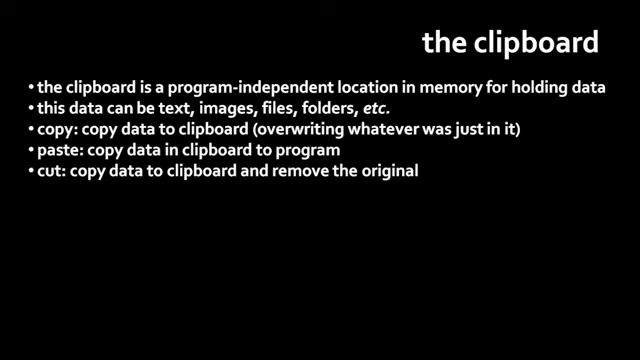 the clipboard
• the clipboard is a program-independent location in memory for holding data
• this data can be text, images, files, folders, etc.
• copy: copy data to clipboard (overwriting whatever was just in it)
• paste: copy data in clipboard to program
• cut: copy data to clipboard and remove the original